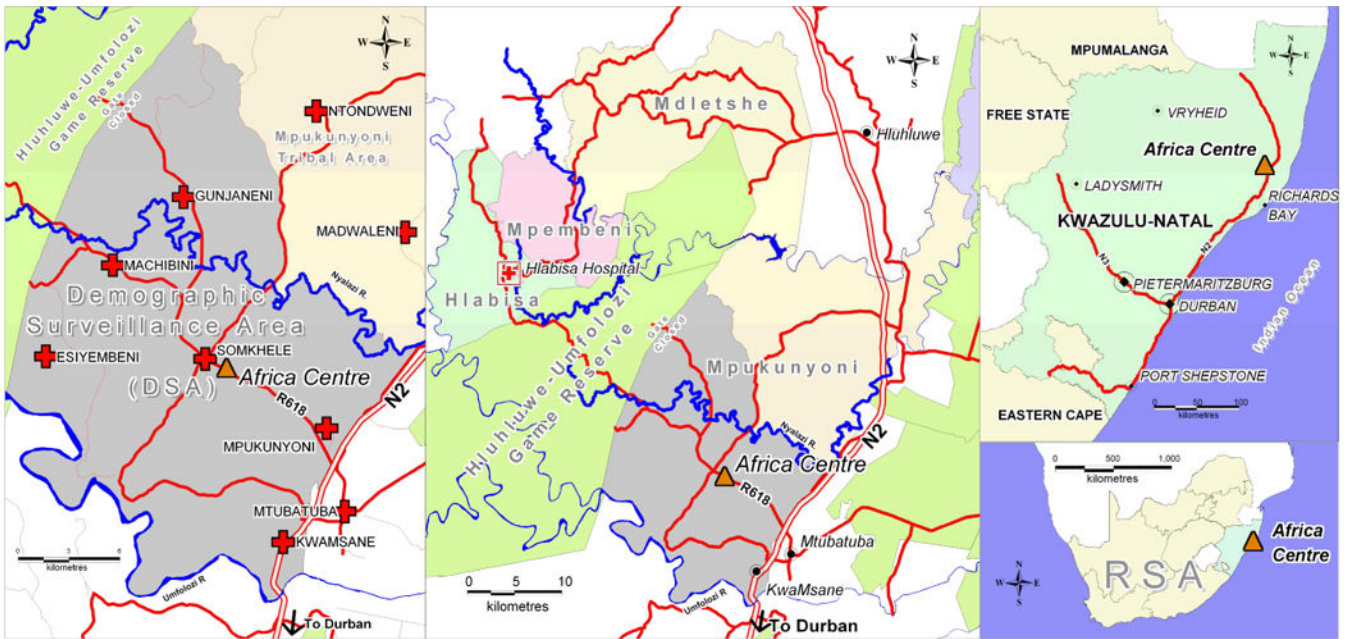 N
W E
S
Hluhluwe-Umfolozi
Game Reserve
Gate
Closed
NTONDWENI
Mpukunyoni
Tribal Area
GUNJANENI
MADWALENI
MACHIBINI
Nyalazi R.
Demographic
Surveillance Area
(DSA)
SOMKHELE
ESIYEMBENI
Africa Centre
R618
N2
MPUKUNYONI
MTUBATUBA
KWAMSANE
0 3 6
kilometres
Umfolozi R
To Durban
N
W E
S
Mdletshe
Hluhluwe
Mpembeni
Hlabisa Hospital
Hlabisa
Gate
Closed
Hluhluwe-Umfolozi
Game Reserve
Mpukunyoni
Nyalazi R.
N2
Africa Centre
R618
Mtubatuba
KwaMsane
0 5 10
kilometres
Umfolozi R
To Durban
MPUMALANGA
N
W E
S
FREE STATE
VRYHEID
Africa Centre
LADYSMITH
RICHARDS
BAY
KWAZULU-NATAL
N2
N3
PIETERMARITZBURG
DURBAN
Indian Ocean
PORT SHEPSTONE
EASTERN CAPE
0 50 100
kilometres
0 500 1,000
kilometres
Africa
Centre
RSA
N
W E
S